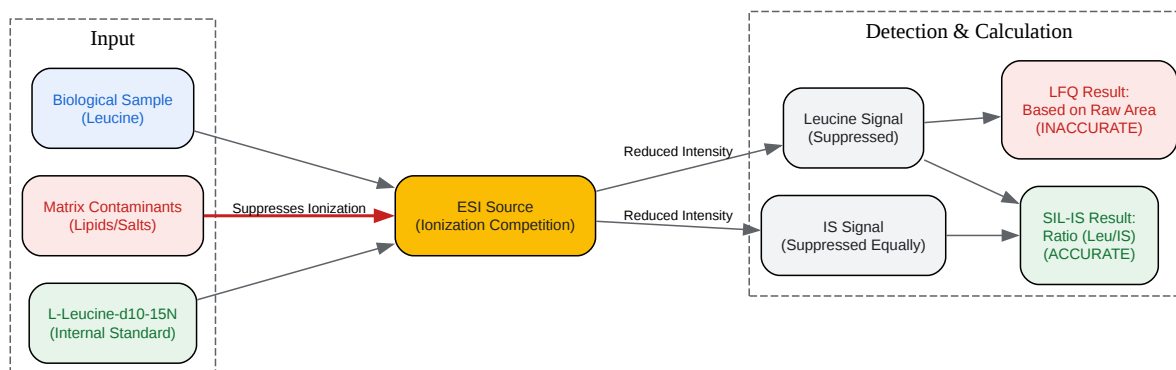 Input
Biological Sample
(Leucine)
Matrix Contaminants
(Lipids/Salts)
L-Leucine-d10-15N
(Internal Standard)
Suppresses Ionization
ESI Source
(Ionization Competition)
Reduced Intensity
Reduced Intensity
Detection & Calculation
Leucine Signal
(Suppressed)
IS Signal
(Suppressed Equally)
LFQ Result:
Based on Raw Area
(INACCURATE)
SIL-IS Result:
Ratio (Leu/IS)
(ACCURATE)